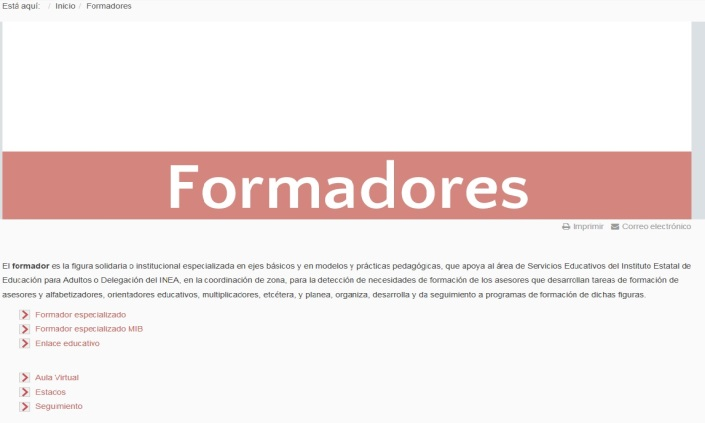 Está aquí: / Inicio / Formadores
Formadores
Imprimir Correo electrónico
El formador es la figura solidaria o institucional especializada en ejes básicos y en modelos y prácticas pedagógicas, que apoya al área de Servicios Educativos del Instituto Estatal de
Educación para Adultos o Delegación del INEA, en la coordinación de zona, para la detección de necesidades de formación de los asesores que desarrollan tareas de formación de
asesores y alfabetizadores, orientadores educativos, multiplicadores, etcétera, y planea, organiza, desarrolla y da seguimiento a programas de formación de dichas figuras.
Formador especializado
Formador especializado MIB
Enlace educativo
Aula Virtual
Estacos
Seguimiento